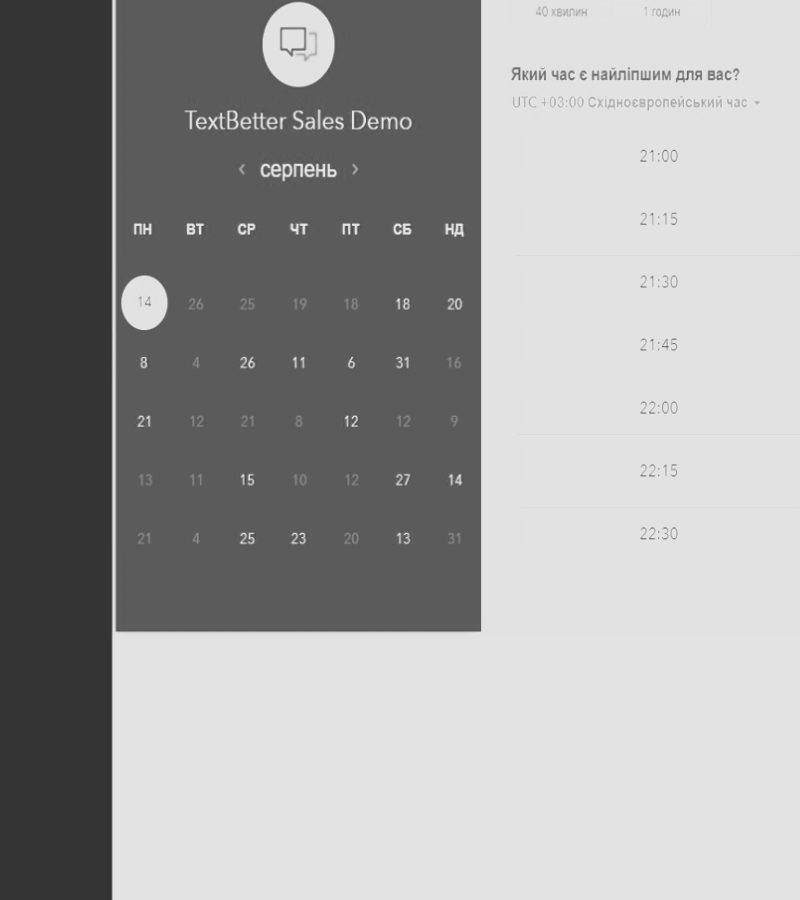 TextBetter Sales Demo
‹ серпень ›
ПН ВТ СР ЧТ ПТ СБ НД
14 26 25 19 18 18 20
8 4 26 11 6 31 16
21 12 21 8 12 12 9
13 11 15 10 12 27 14
21 4 25 23 20 13 31
40 хвилин 1 годин
Який час є найліпшим для вас?
UTC +03:00 Східноєвропейський час
21:00
21:15
21:30
21:45
22:00
22:15
22:30